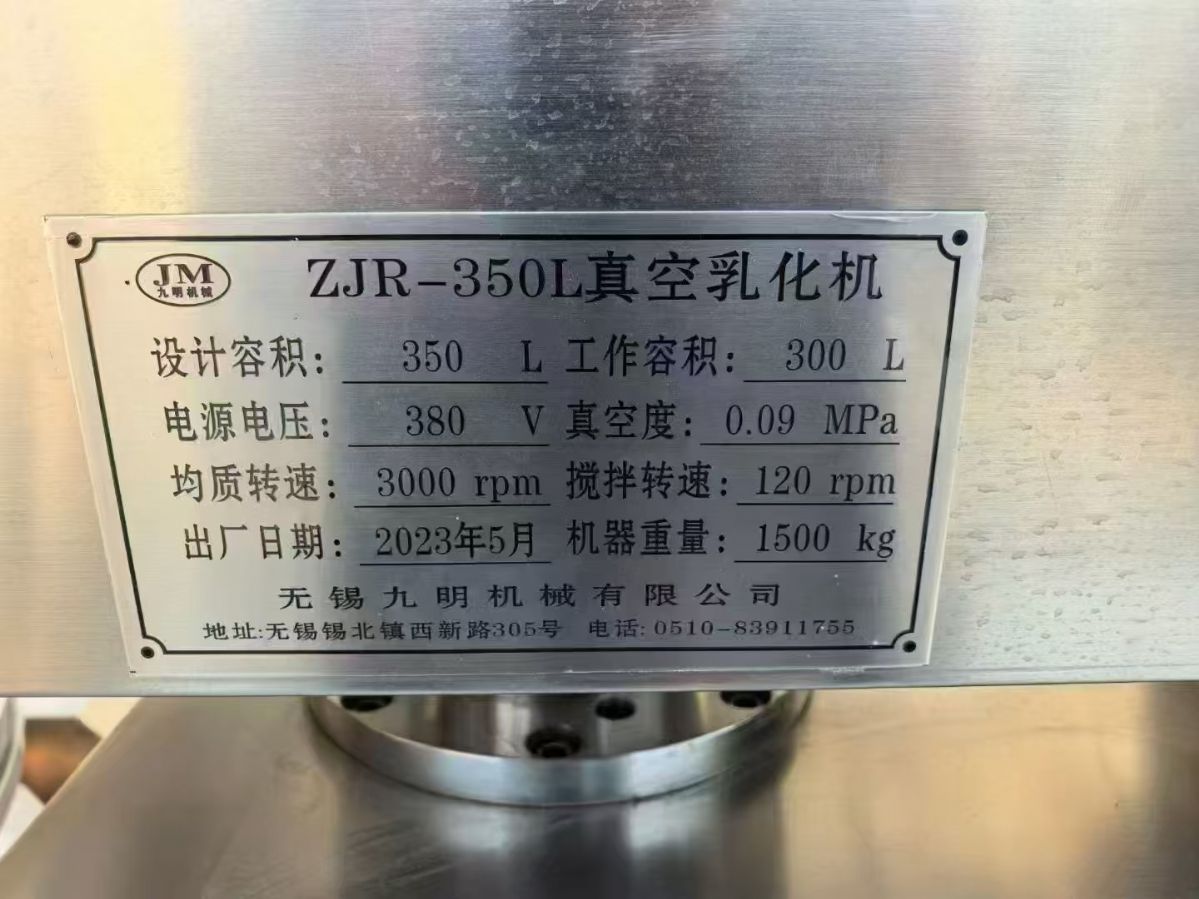 JM
九明机械
ZJR-350L真空乳化机
设计容积: 350 L 工作容积: 300 L
电源电压: 380 V 真空度: 0.09 MPa
均质转速: 3000 rpm 搅拌转速: 120 rpm
出厂日期: 2023年5月 机器重量: 1500 kg
无锡九明机械有限公司
地址:无锡锡北镇西新路305号 电话: 0510-83911755